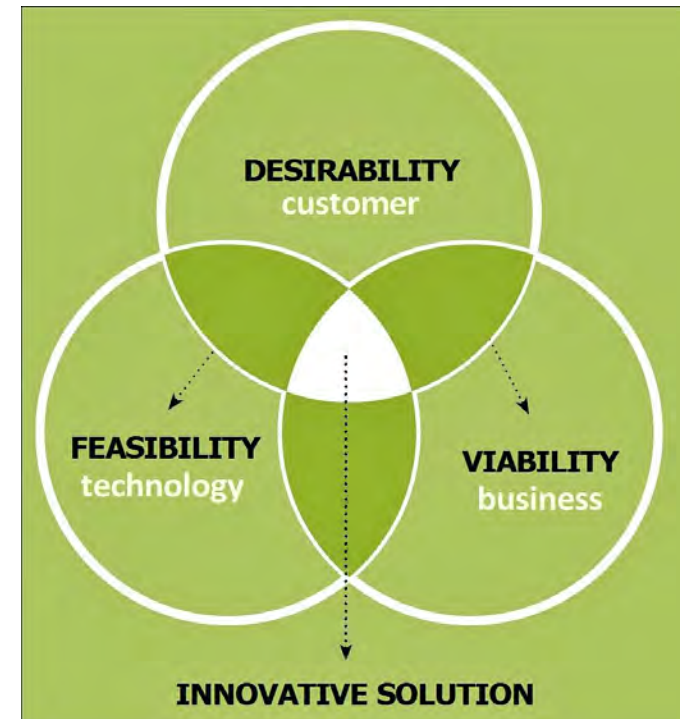 DESIRABILITY
customer
FEASIBILITY
technology
VIABILITY
business
INNOVATIVE SOLUTION